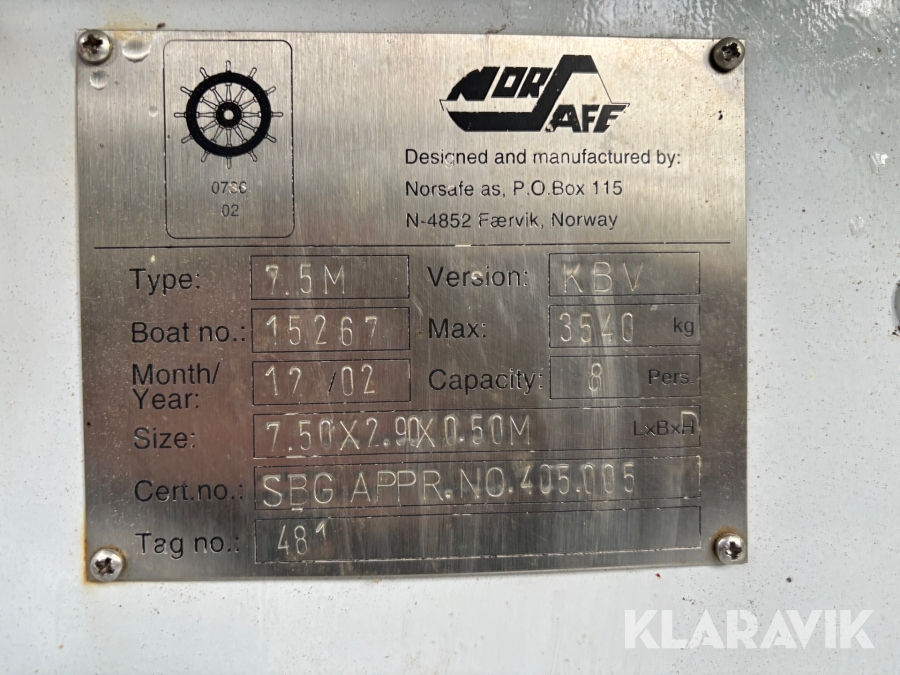 NORSAFE
0736
02
Designed and manufactured by:
Norsafe as, P.O.Box 115
N-4852 Færvik, Norway
Type: 7.5M Version: KBV
Boat no.: 15267 Max: 3540 kg
Month/Year: 12 /02 Capacity: 8 Pers.
Size: 7.50X2.90X0.50M LxBxD
Cert.no.: SBG APPR.NO.405.005
Tag no.: 481
KLARAVIK